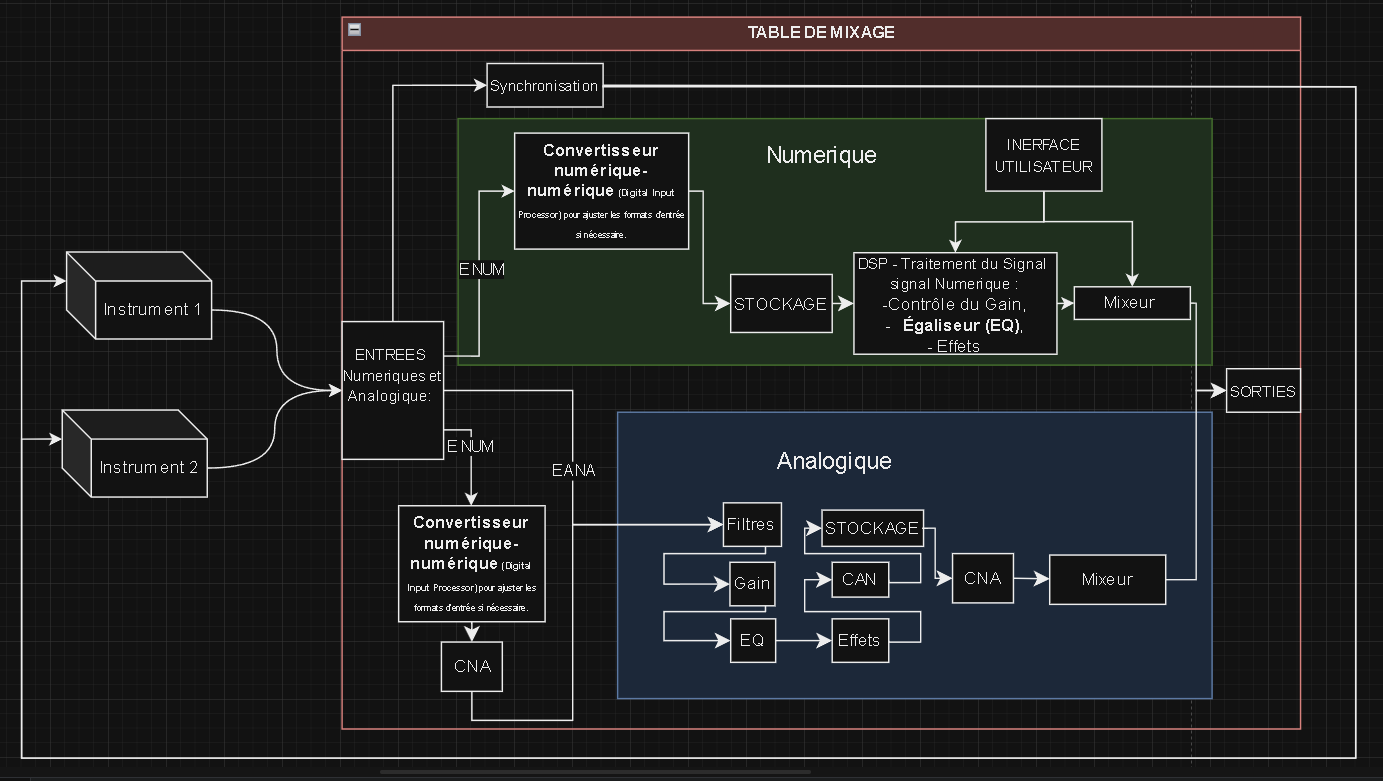 TABLE DE MIXAGE
Synchronisation
Convertisseur
numérique-
numérique (Digital Input
Processor) pour ajuster les formats d'entrée
si nécessaire.
Numerique
INERFACE
UTILISATEUR
E NUM
STOCKAGE
DSP - Traitement du Signal
signal Numerique :
-Contrôle du Gain,
- Égaliseur (EQ),
- Effets
Mixeur
Instrument 1
Instrument 2
ENTREES
Numeriques et
Analogique:
SORTIES
E NUM
E ANA
Convertisseur
numérique-
numérique (Digital
Input Processor) pour ajuster les
formats d'entrée si nécessaire.
CNA
Analogique
Filtres
Gain
EQ
Effets
CAN
STOCKAGE
CNA
Mixeur